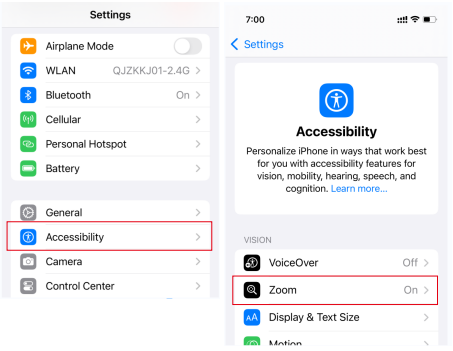 Settings
Airplane Mode
WLAN QJZKKJ01-2.4G
Bluetooth On
Cellular
Personal Hotspot
Battery
General
Accessibility
Camera
Control Center
7:00
Settings
Accessibility
Personalize iPhone in ways that work best
for you with accessibility features for
vision, mobility, hearing, speech, and
cognition. Learn more...
VISION
VoiceOver Off
Zoom On
AA Display & Text Size
Motion